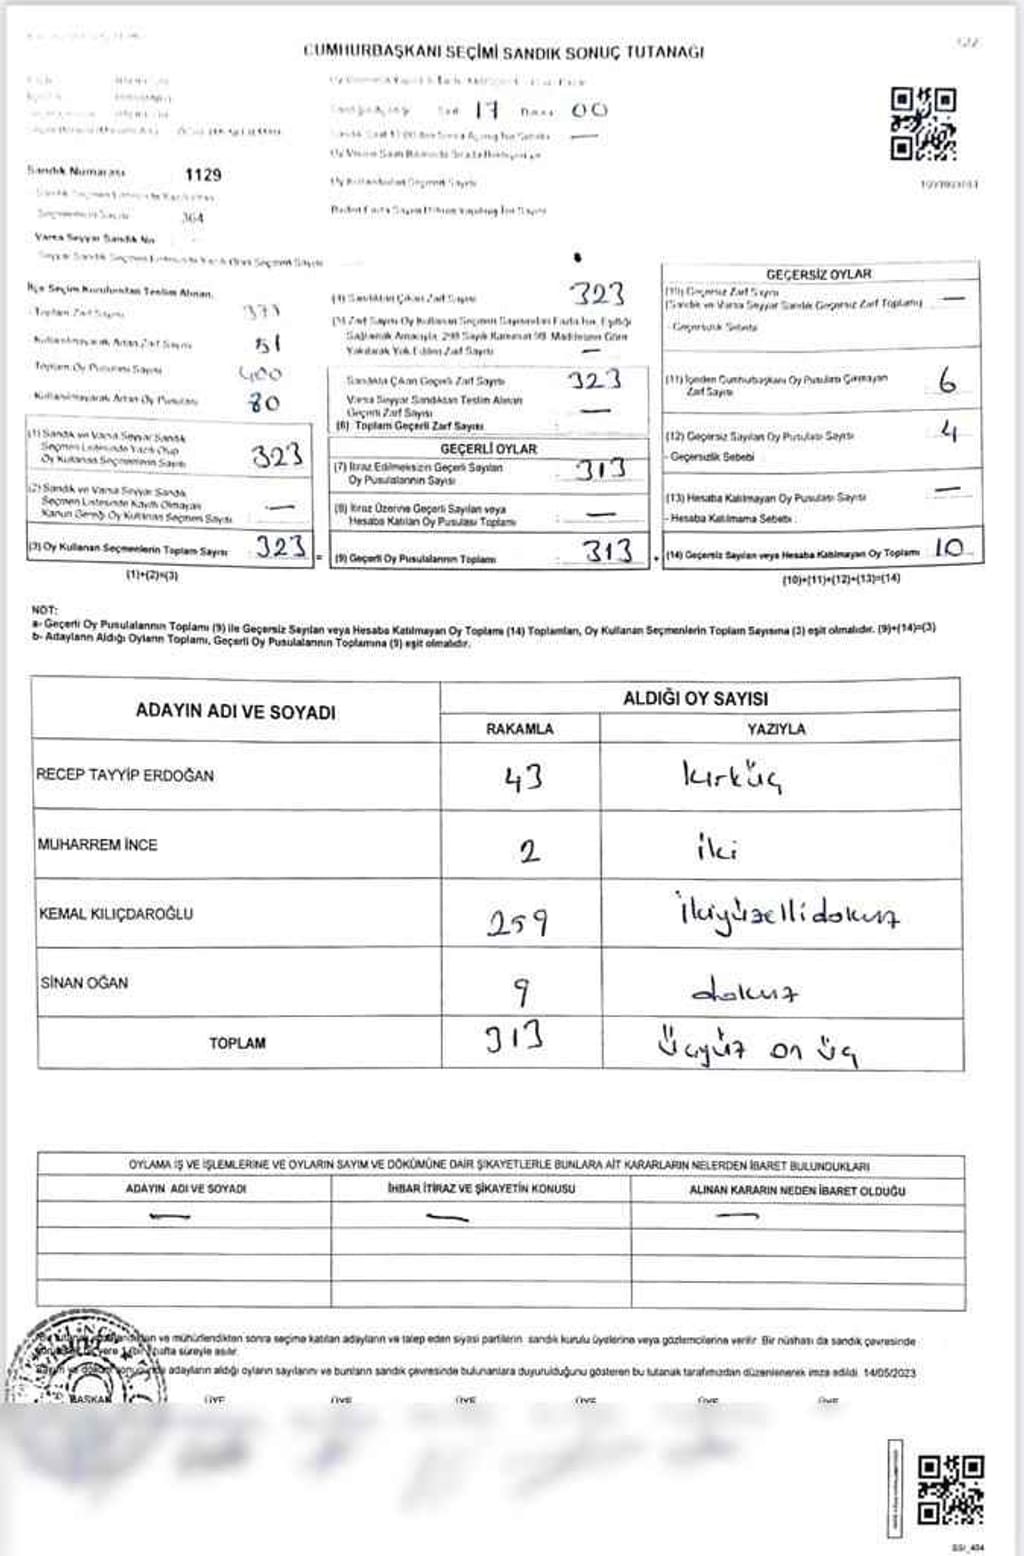 CUMHURBAŞKANI SEÇİMİ SANDIK SONUÇ TUTANAĞI
17 00
Sandık Numarası 1129
364
Varsa Seyyar Sandık No
İlçe Seçim Kurulundan Teslim Alınan,
Toplam Zarf Sayısı
Kullanılmayarak Artan Zarf Sayısı 51
Toplam Oy Pusulası Sayısı 400
Kullanılmayarak Artan Oy Pusulası 80
(1) Sandık ve Varsa Seyyar Sandık
Seçmen Listesinde Yazılı Olup
Oy Kullanan Seçmenlerin Sayısı 323
(2) Sandık ve Varsa Seyyar Sandık
Seçmen Listesinde Kayıtlı Olmayan
Kanun Gereği Oy Kullanan Seçmen Sayısı —
(3) Oy Kullanan Seçmenlerin Toplam Sayısı 323 =
(1)+(2)=(3)
(4) Sandıktan Çıkan Zarf Sayısı 323
(5) Zarf Sayısı Oy Kullanan Seçmen Sayısından Fazla İse, Eşitliği
Sağlamak Amacıyla, 298 Sayılı Kanunun 98. Maddesine Göre
Yakılarak Yok Edilen Zarf Sayısı —
Sandıkta Çıkan Geçerli Zarf Sayısı 323
Varsa Seyyar Sandıktan Teslim Alınan
Geçerli Zarf Sayısı —
(6) Toplam Geçerli Zarf Sayısı
GEÇERLİ OYLAR
(7) İtiraz Edilmeksizin Geçerli Sayılan
Oy Pusulalarının Sayısı 313
(8) İtiraz Üzerine Geçerli Sayılan veya
Hesaba Katılan Oy Pusulası Toplamı —
(9) Geçerli Oy Pusulalarının Toplamı 313 +
GEÇERSİZ OYLAR
(10) Geçersiz Zarf Sayısı
(Sandık ve Varsa Seyyar Sandık Geçersiz Zarf Toplamı) —
- Geçersizlik Sebebi
(11) İçinden Cumhurbaşkanı Oy Pusulası Çıkmayan
Zarf Sayısı 6
(12) Geçersiz Sayılan Oy Pusulası Sayısı 4
- Geçersizlik Sebebi
(13) Hesaba Katılmayan Oy Pusulası Sayısı —
- Hesaba Katılmama Sebebi :
(14) Geçersiz Sayılan veya Hesaba Katılmayan Oy Toplamı 10
(10)+(11)+(12)+(13)=(14)
NOT:
a- Geçerli Oy Pusulalarının Toplamı (9) ile Geçersiz Sayılan veya Hesaba Katılmayan Oy Toplamı (14) Toplamları, Oy Kullanan Seçmenlerin Toplam Sayısına (3) eşit olmalıdır. (9)+(14)=(3)
b- Adayların Aldığı Oyların Toplamı, Geçerli Oy Pusulalarının Toplamına (9) eşit olmalıdır.
ADAYIN ADI VE SOYADI ALDIĞI OY SAYISI
RAKAMLA YAZIYLA
RECEP TAYYİP ERDOĞAN 43 kırküç
MUHARREM İNCE 2 iki
KEMAL KILIÇDAROĞLU 259 ikiyüzellidokuz
SİNAN OĞAN 9 dokuz
TOPLAM 313 üçyüz on üç
OYLAMA İŞ VE İŞLEMLERİNE VE OYLARIN SAYIM VE DÖKÜMÜNE DAİR ŞİKAYETLERLE BUNLARA AİT KARARLARIN NELERDEN İBARET BULUNDUKLARI
ADAYIN ADI VE SOYADI İHBAR İTİRAZ VE ŞİKAYETİN KONUSU ALINAN KARARIN NEDEN İBARET OLDUĞU
— — —
ve mühürlendikten sonra seçime katılan adayların ve talep eden siyasi partilerin sandık kurulu üyelerine veya gözlemcilerine verilir. Bir nüshası da sandık çevresinde
hafta süreyle asılır.
adayların aldığı oyların sayılarını ve bunların sandık çevresinde bulunanlara duyurulduğunu gösteren bu tutanak tarafımızdan düzenlenerek imza edildi. 14/05/2023
BAŞKAN ÜYE ÜYE ÜYE ÜYE ÜYE ÜYE